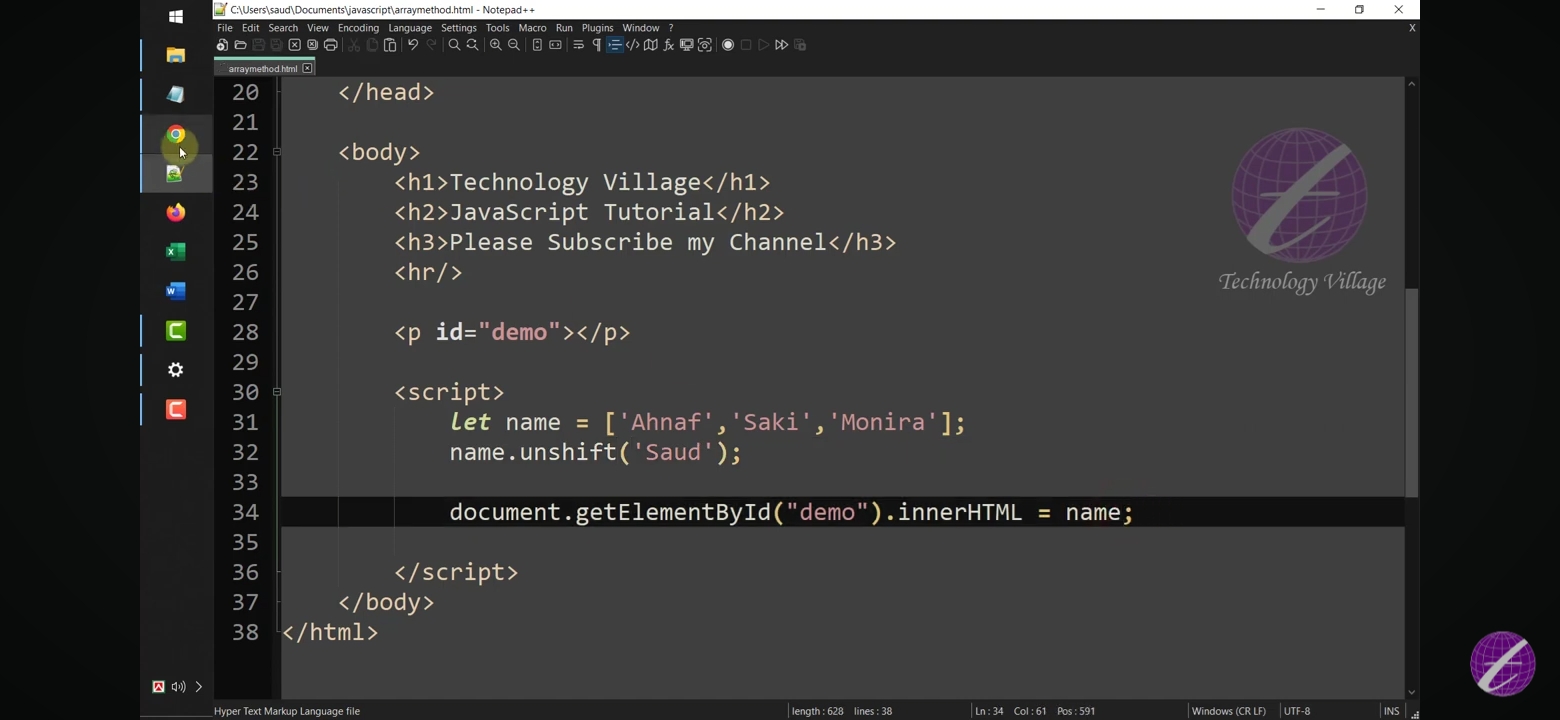 C:\Users\saud\Documents\javascript\arraymethod.html - Notepad++
File Edit Search View Encoding Language Settings Tools Macro Run Plugins Window ? X
arraymethod.html
20 </head>
21
22 <body>
23 <h1>Technology Village</h1>
24 <h2>JavaScript Tutorial</h2>
25 <h3>Please Subscribe my Channel</h3>
26 <hr/>
27
28 <p id="demo"></p>
29
30 <script>
31 let name = ['Ahnaf','Saki','Monira'];
32 name.unshift('Saud');
33
34 document.getElementById("demo").innerHTML = name;
35
36 </script>
37 </body>
38 </html>
Technology Village
Hyper Text Markup Language file length : 628 lines : 38 Ln : 34 Col : 61 Pos : 591 Windows (CR LF) UTF-8 INS